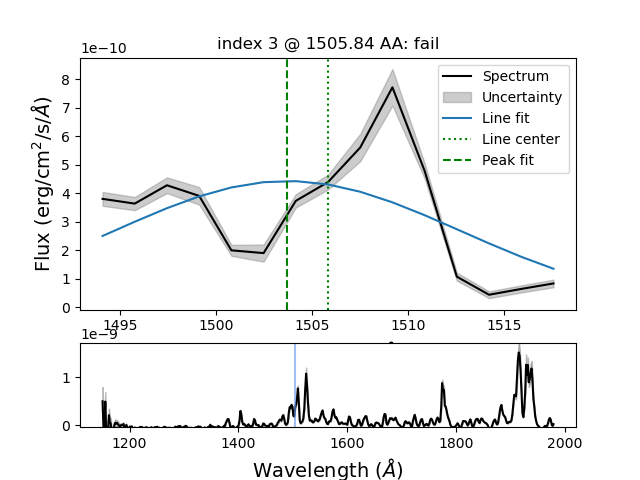 index 3 @ 1505.84 AA: fail
1e−10
Flux (erg/cm²/s/Å)
8
7
6
5
4
3
2
1
0
Spectrum
Uncertainty
Line fit
Line center
Peak fit
1495 1500 1505 1510 1515
1e−9
1
0
1200 1400 1600 1800 2000
Wavelength (Å)